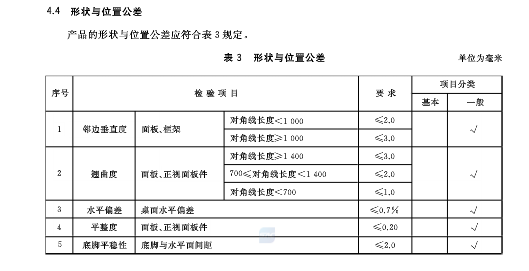 4.4 形状与位置公差
产品的形状与位置公差应符合表3规定。
表3 形状与位置公差 单位为毫米
序号 检验项目 要求 项目分类
基本 一般
1 邻边垂直度 面板、框架 对角线长度<1 000 ≤2.0 √
对角线长度≥1 000 ≤3.0
2 翘曲度 面板、正视面板件 对角线长度≥1 400 ≤3.0 √
700≤对角线长度<1 400 ≤2.0
对角线长度<700 ≤1.0
3 水平偏差 桌面水平偏差 ≤0.7% √
4 平整度 面板、正视面板件 ≤0.20 √
5 底脚平稳性 底脚与水平面间距 ≤2.0 √